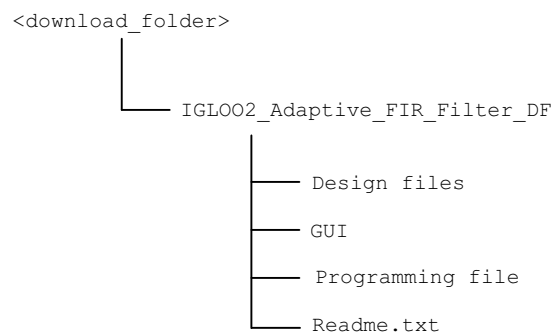 <download_folder>
IGLOO2_Adaptive_FIR_Filter_DF
Design files
GUI
Programming file
Readme.txt